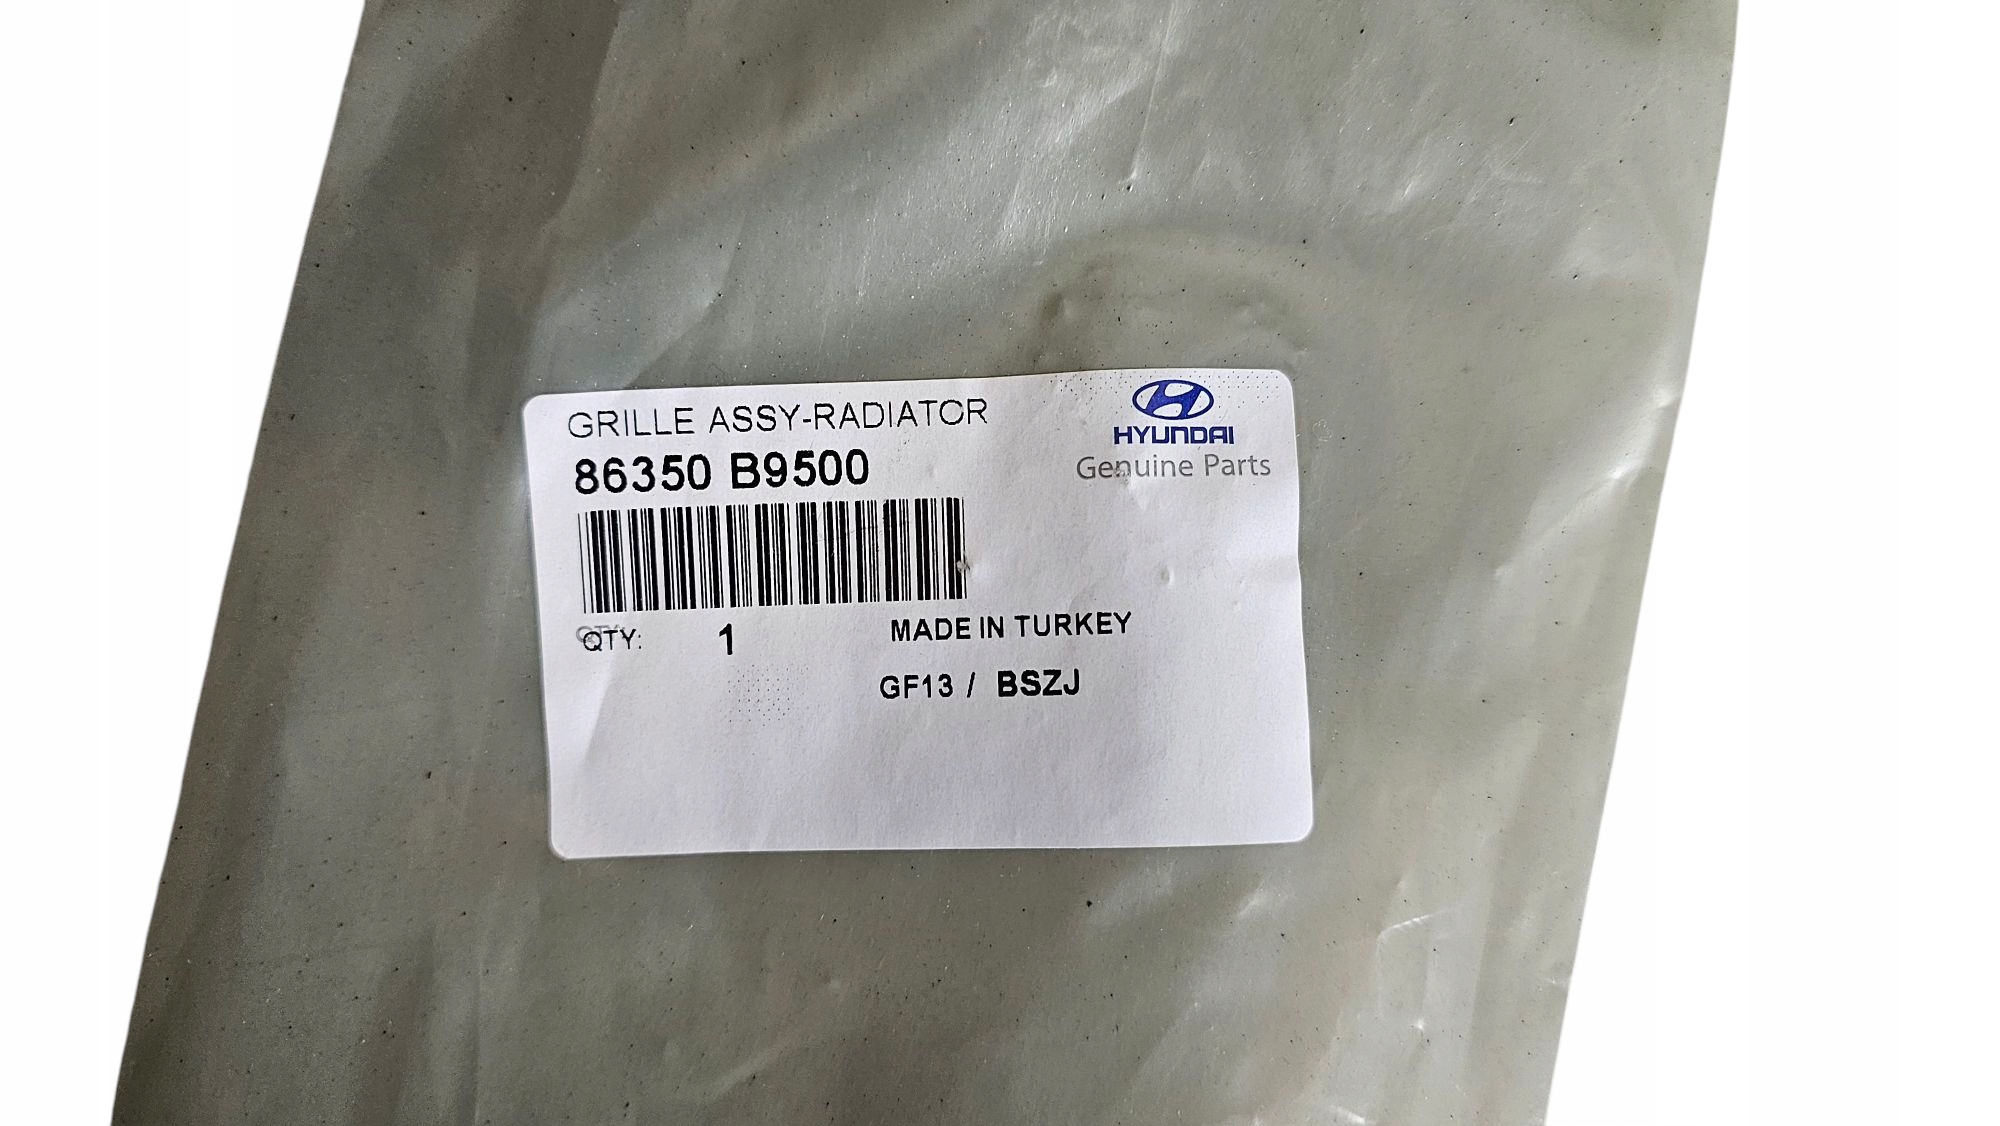 GRILLE ASSY-RADIATOR
86350 B9500
HYUNDAI
Genuine Parts
QTY: 1
MADE IN TURKEY
GF13 / BSZJ